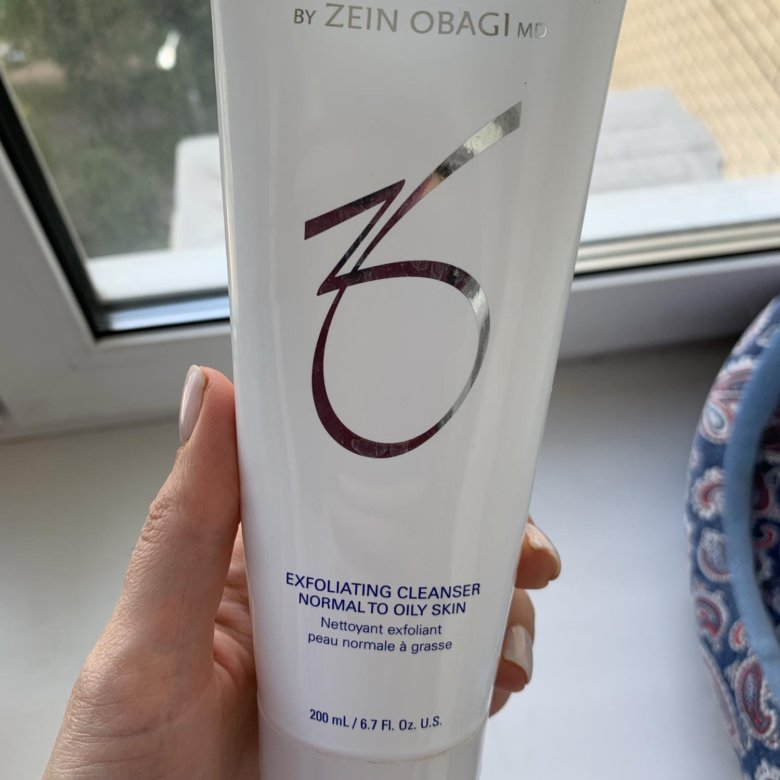 BY ZEIN OBAGI MD
EXFOLIATING CLEANSER
NORMAL TO OILY SKIN
Nettoyant exfoliant
peau normale à grasse
200 mL / 6.7 Fl. Oz. U.S.